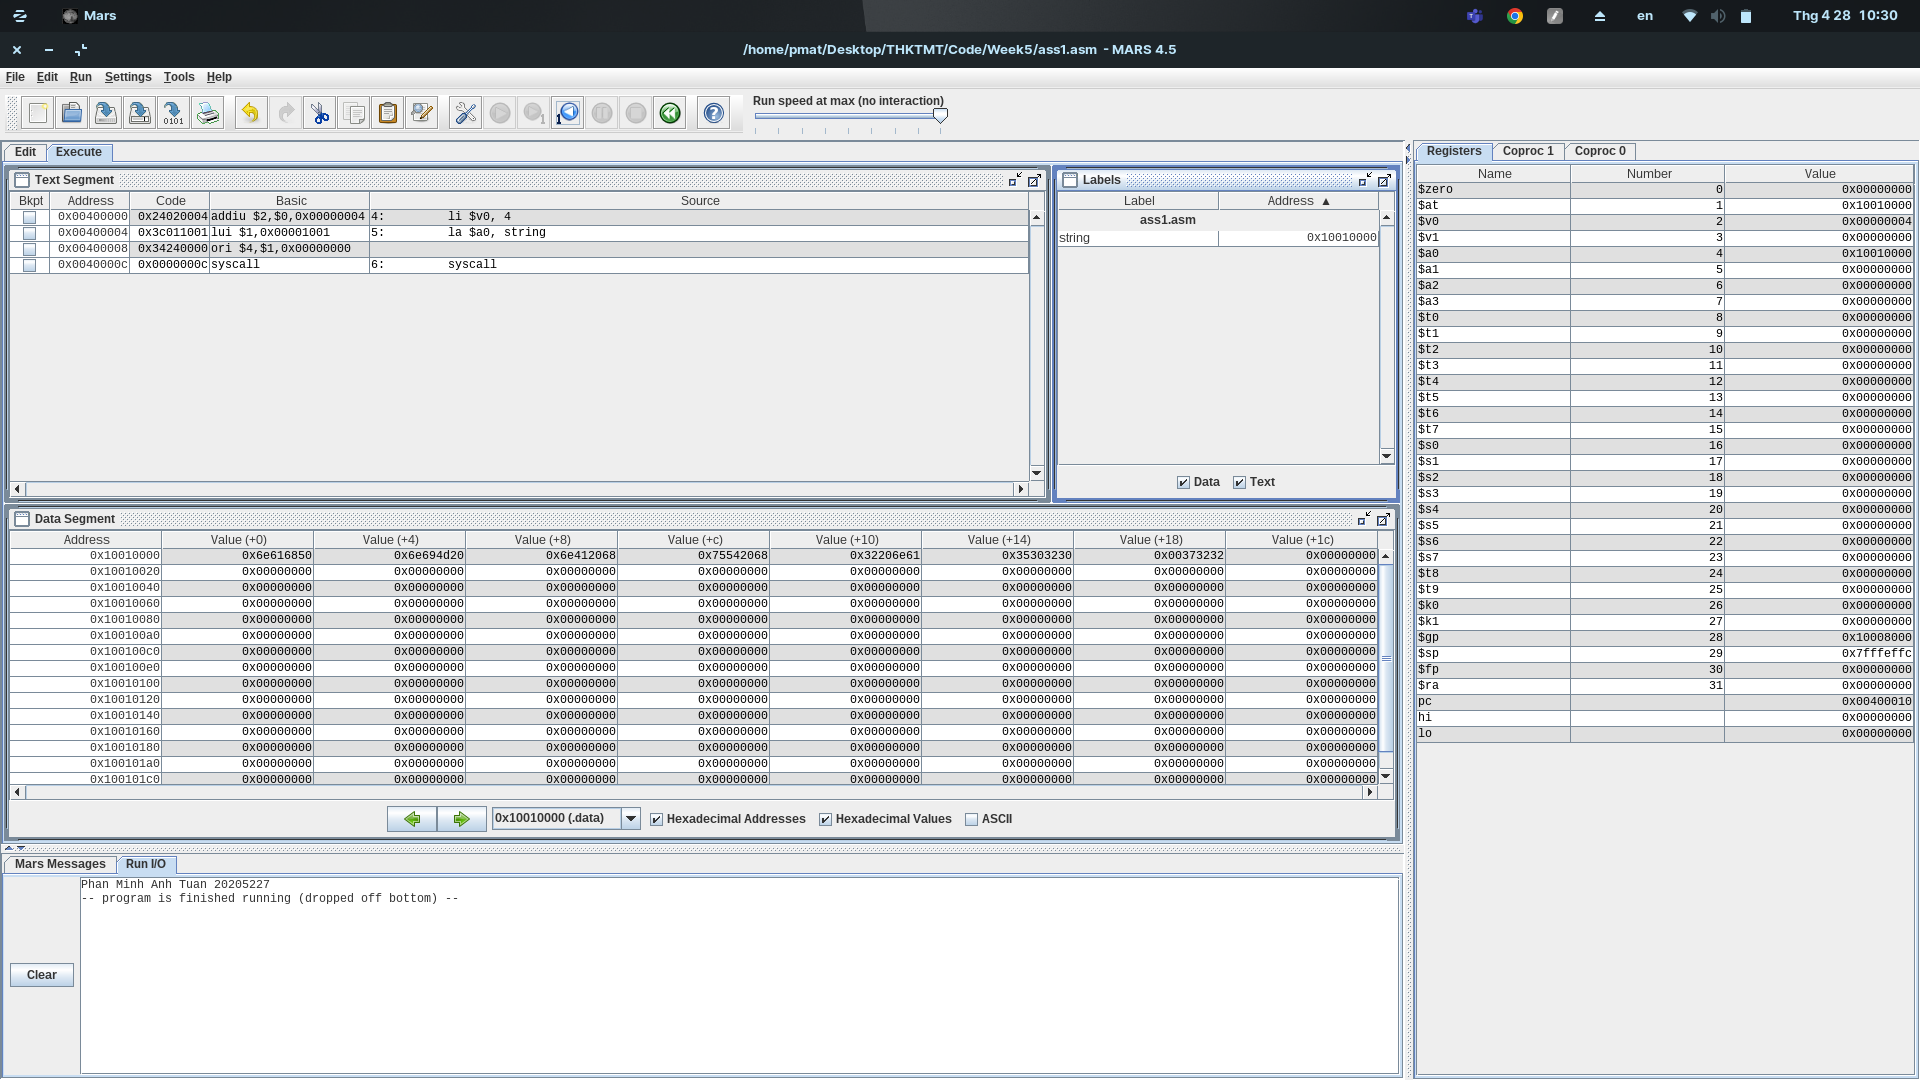 Mars
en
Thg 4 28 10:30
/home/pmat/Desktop/THKTMT/Code/Week5/ass1.asm - MARS 4.5
File Edit Run Settings Tools Help
Run speed at max (no interaction)
Edit Execute
Text Segment
Bkpt Address Code Basic Source
0x00400000 0x24020004 addiu $2,$0,0x00000004 4: li $v0, 4
0x00400004 0x3c011001 lui $1,0x00001001 5: la $a0, string
0x00400008 0x34240000 ori $4,$1,0x00000000
0x0040000c 0x0000000c syscall 6: syscall
Labels
Label Address ▲
ass1.asm
string 0x10010000
Data Text
Data Segment
Address Value (+0) Value (+4) Value (+8) Value (+c) Value (+10) Value (+14) Value (+18) Value (+1c)
0x10010000 0x6e616850 0x6e694d20 0x6e412068 0x75542068 0x32206e61 0x35303230 0x00373232 0x00000000
0x10010020 0x00000000 0x00000000 0x00000000 0x00000000 0x00000000 0x00000000 0x00000000 0x00000000
0x10010040 0x00000000 0x00000000 0x00000000 0x00000000 0x00000000 0x00000000 0x00000000 0x00000000
0x10010060 0x00000000 0x00000000 0x00000000 0x00000000 0x00000000 0x00000000 0x00000000 0x00000000
0x10010080 0x00000000 0x00000000 0x00000000 0x00000000 0x00000000 0x00000000 0x00000000 0x00000000
0x100100a0 0x00000000 0x00000000 0x00000000 0x00000000 0x00000000 0x00000000 0x00000000 0x00000000
0x100100c0 0x00000000 0x00000000 0x00000000 0x00000000 0x00000000 0x00000000 0x00000000 0x00000000
0x100100e0 0x00000000 0x00000000 0x00000000 0x00000000 0x00000000 0x00000000 0x00000000 0x00000000
0x10010100 0x00000000 0x00000000 0x00000000 0x00000000 0x00000000 0x00000000 0x00000000 0x00000000
0x10010120 0x00000000 0x00000000 0x00000000 0x00000000 0x00000000 0x00000000 0x00000000 0x00000000
0x10010140 0x00000000 0x00000000 0x00000000 0x00000000 0x00000000 0x00000000 0x00000000 0x00000000
0x10010160 0x00000000 0x00000000 0x00000000 0x00000000 0x00000000 0x00000000 0x00000000 0x00000000
0x10010180 0x00000000 0x00000000 0x00000000 0x00000000 0x00000000 0x00000000 0x00000000 0x00000000
0x100101a0 0x00000000 0x00000000 0x00000000 0x00000000 0x00000000 0x00000000 0x00000000 0x00000000
0x100101c0 0x00000000 0x00000000 0x00000000 0x00000000 0x00000000 0x00000000 0x00000000 0x00000000
0x10010000 (.data) Hexadecimal Addresses Hexadecimal Values ASCII
Mars Messages Run I/O
Clear
Phan Minh Anh Tuan 20205227
-- program is finished running (dropped off bottom) --
Registers Coproc 1 Coproc 0
Name Number Value
$zero 0 0x00000000
$at 1 0x10010000
$v0 2 0x00000004
$v1 3 0x00000000
$a0 4 0x10010000
$a1 5 0x00000000
$a2 6 0x00000000
$a3 7 0x00000000
$t0 8 0x00000000
$t1 9 0x00000000
$t2 10 0x00000000
$t3 11 0x00000000
$t4 12 0x00000000
$t5 13 0x00000000
$t6 14 0x00000000
$t7 15 0x00000000
$s0 16 0x00000000
$s1 17 0x00000000
$s2 18 0x00000000
$s3 19 0x00000000
$s4 20 0x00000000
$s5 21 0x00000000
$s6 22 0x00000000
$s7 23 0x00000000
$t8 24 0x00000000
$t9 25 0x00000000
$k0 26 0x00000000
$k1 27 0x00000000
$gp 28 0x10008000
$sp 29 0x7fffeffc
$fp 30 0x00000000
$ra 31 0x00000000
pc 0x00400010
hi 0x00000000
lo 0x00000000